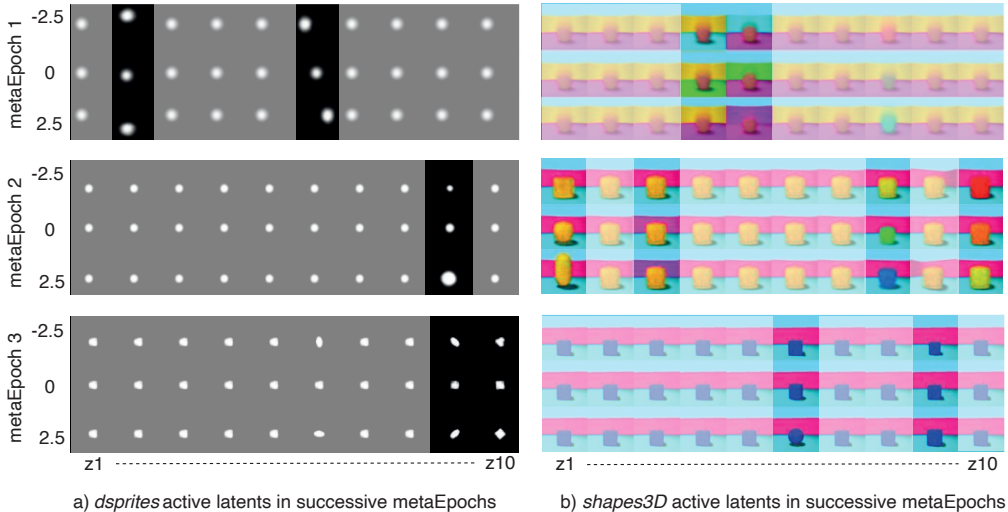 metaEpoch 1
-2.5
0
2.5
metaEpoch 2
-2.5
0
2.5
metaEpoch 3
-2.5
0
2.5
z1 z10
z1 z10
a) dsprites active latents in successive metaEpochs
b) shapes3D active latents in successive metaEpochs